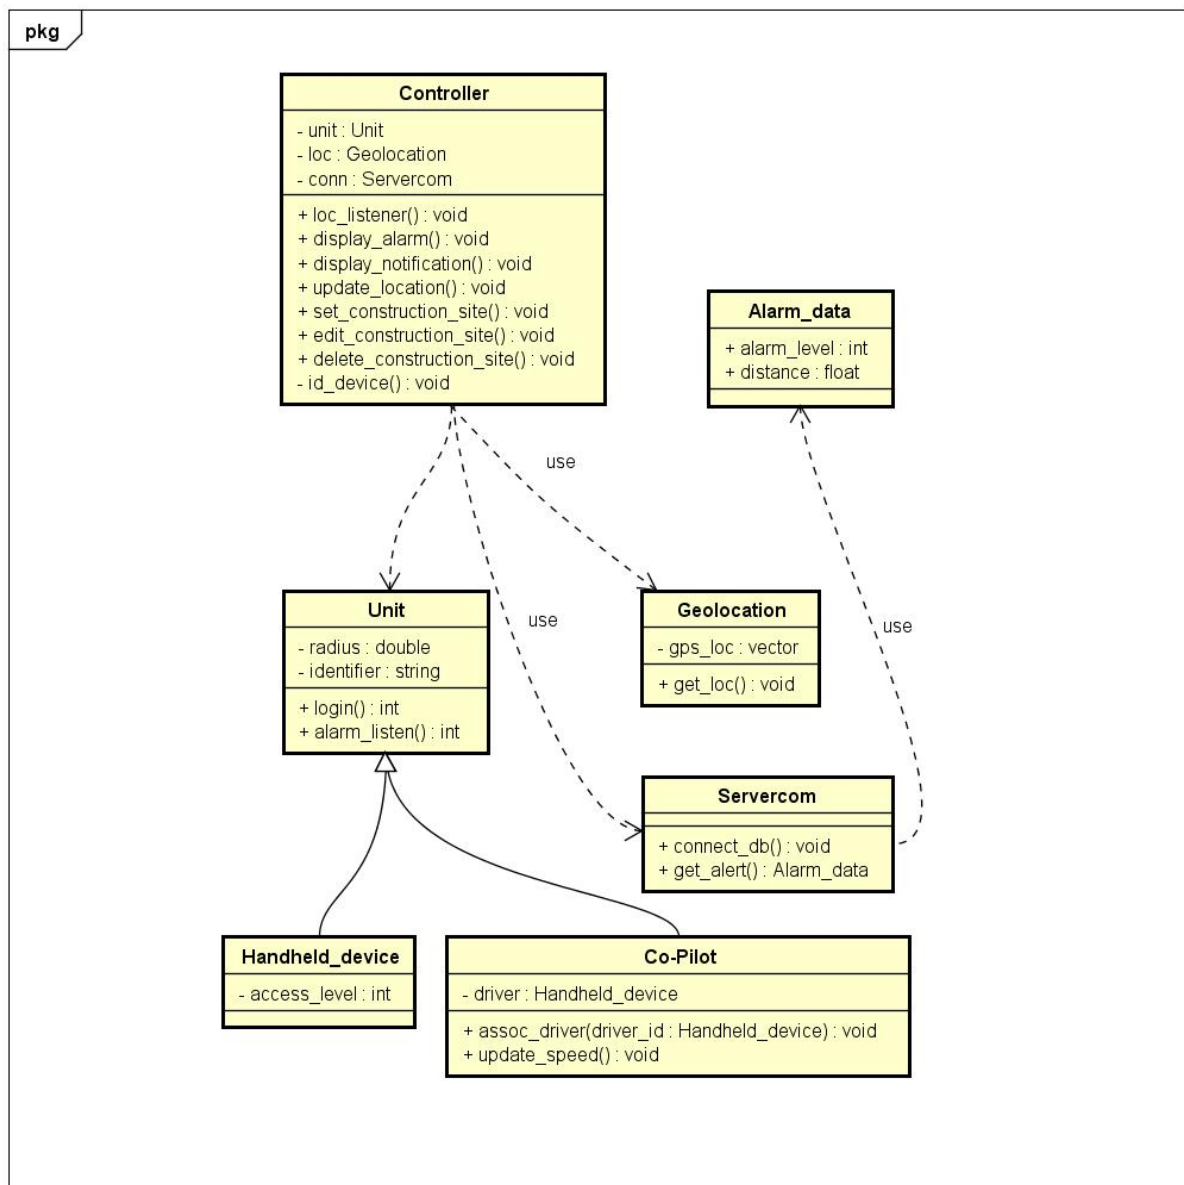 pkg
Controller
- unit : Unit
- loc : Geolocation
- conn : Servercom
+ loc_listener() : void
+ display_alarm() : void
+ display_notification() : void
+ update_location() : void
+ set_construction_site() : void
+ edit_construction_site() : void
+ delete_construction_site() : void
- id_device() : void
Alarm_data
+ alarm_level : int
+ distance : float
use
use
use
Unit
- radius : double
- identifier : string
+ login() : int
+ alarm_listen() : int
Geolocation
- gps_loc : vector
+ get_loc() : void
Servercom
+ connect_db() : void
+ get_alert() : Alarm_data
Handheld_device
- access_level : int
Co-Pilot
- driver : Handheld_device
+ assoc_driver(driver_id : Handheld_device) : void
+ update_speed() : void